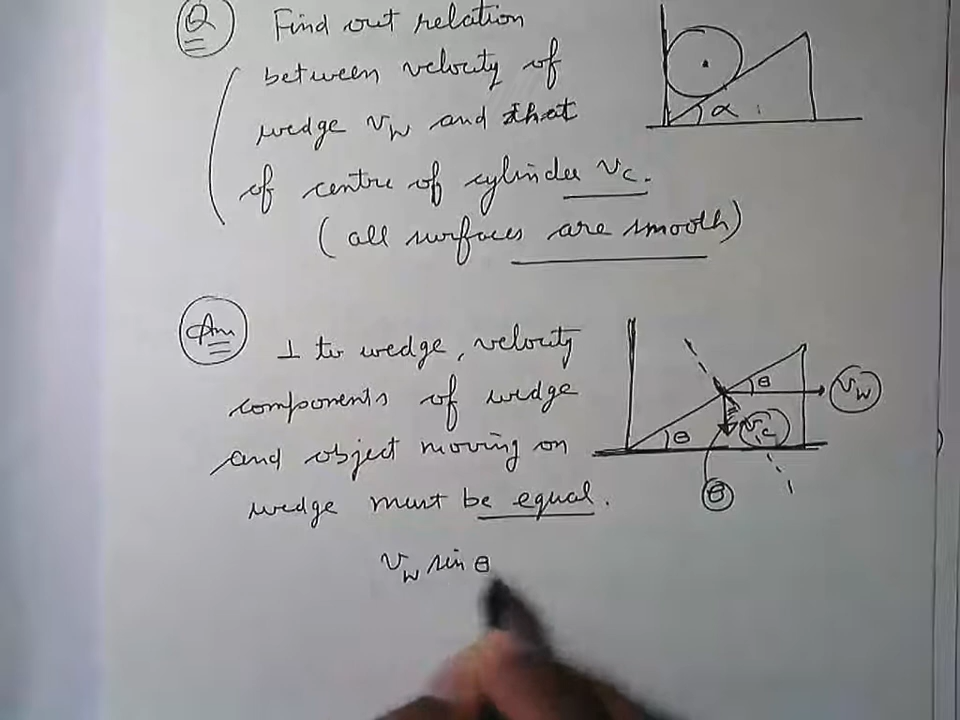 Q Find out relation
between velocity of
wedge v_w and that
of centre of cylinder v_c.
(all surfaces are smooth)
α
Ans ⊥ to wedge, velocity
components of wedge
and object moving on
wedge must be equal.
θ
v_w
θ
v_c
θ
v_w sin θ